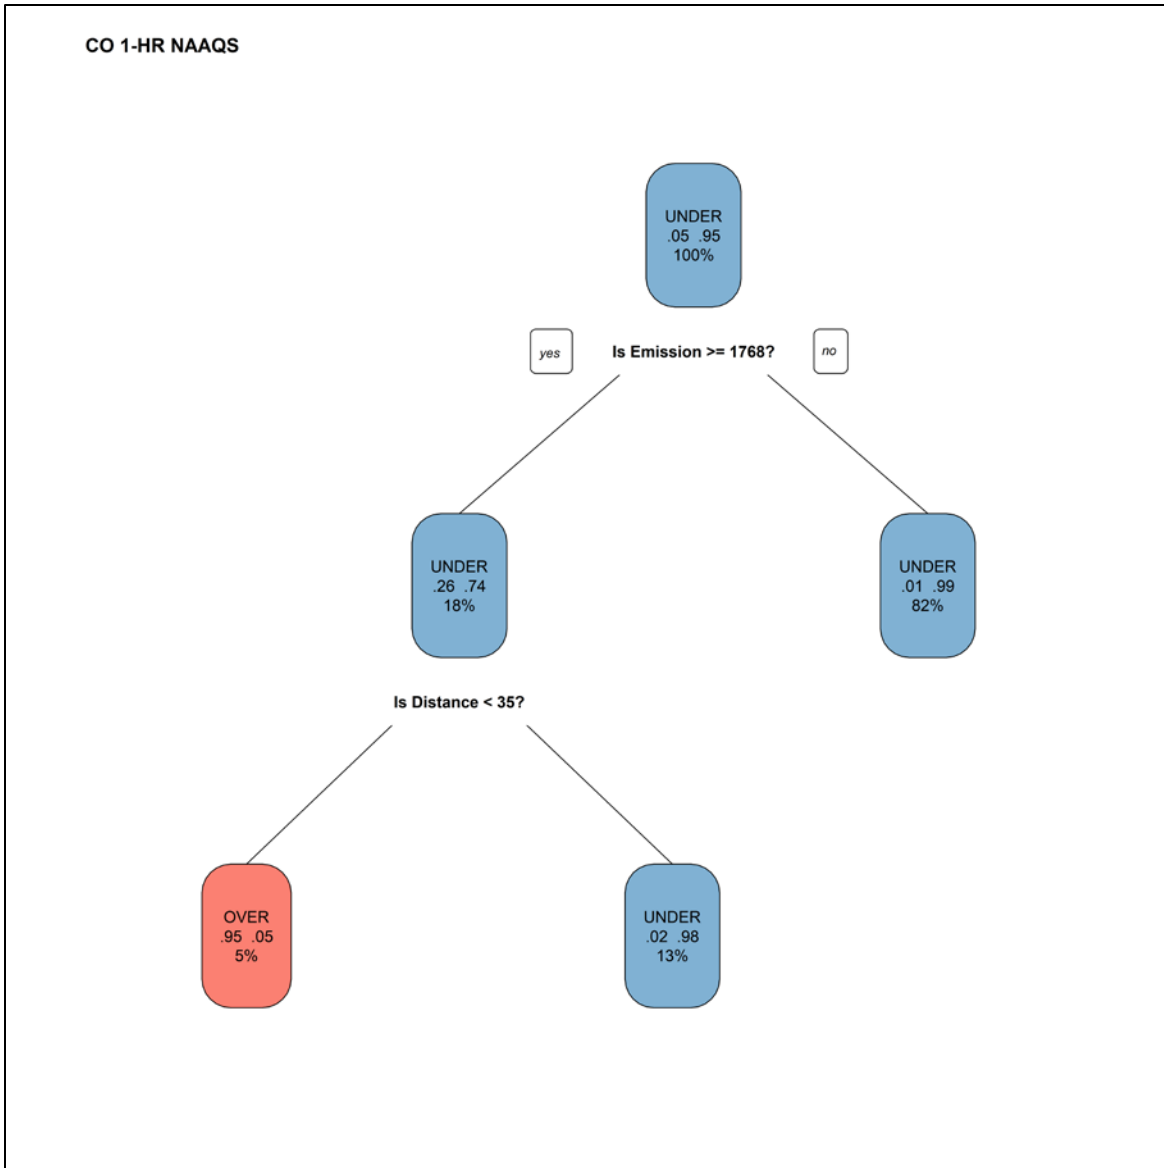 CO 1-HR NAAQS
UNDER
.05 .95
100%
yes
Is Emission >= 1768?
no
UNDER
.26 .74
18%
UNDER
.01 .99
82%
Is Distance < 35?
OVER
.95 .05
5%
UNDER
.02 .98
13%